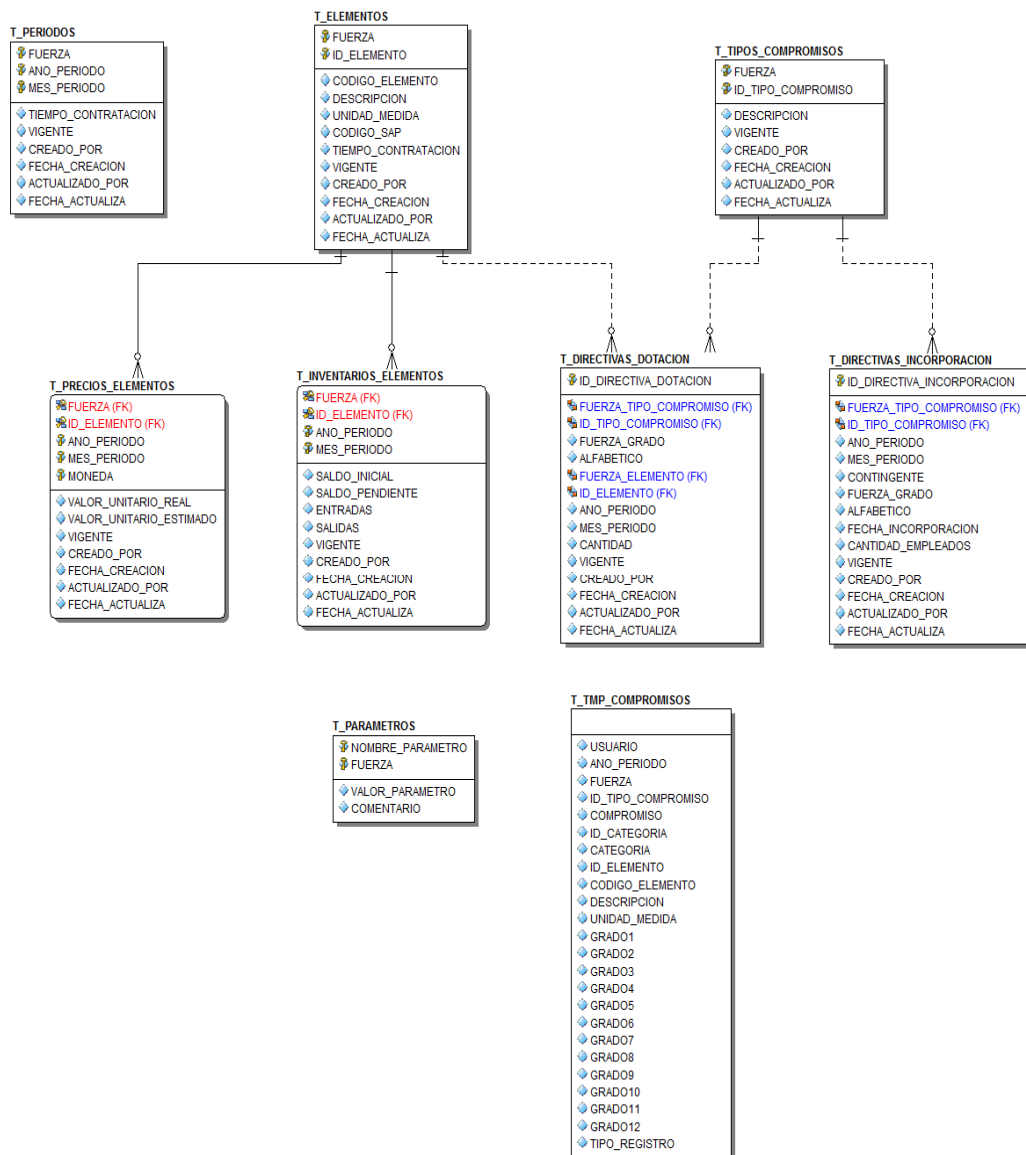 T_PERIODOS
FUERZA
ANO_PERIODO
MES_PERIODO
TIEMPO_CONTRATACION
VIGENTE
CREADO_POR
FECHA_CREACION
ACTUALIZADO_POR
FECHA_ACTUALIZA
T_ELEMENTOS
FUERZA
ID_ELEMENTO
CODIGO_ELEMENTO
DESCRIPCION
UNIDAD_MEDIDA
CODIGO_SAP
TIEMPO_CONTRATACION
VIGENTE
CREADO_POR
FECHA_CREACION
ACTUALIZADO_POR
FECHA_ACTUALIZA
T_TIPOS_COMPROMISOS
FUERZA
ID_TIPO_COMPROMISO
DESCRIPCION
VIGENTE
CREADO_POR
FECHA_CREACION
ACTUALIZADO_POR
FECHA_ACTUALIZA
T_PRECIOS_ELEMENTOS
FUERZA (FK)
ID_ELEMENTO (FK)
ANO_PERIODO
MES_PERIODO
MONEDA
VALOR_UNITARIO_REAL
VALOR_UNITARIO_ESTIMADO
VIGENTE
CREADO_POR
FECHA_CREACION
ACTUALIZADO_POR
FECHA_ACTUALIZA
T_INVENTARIOS_ELEMENTOS
FUERZA (FK)
ID_ELEMENTO (FK)
ANO_PERIODO
MES_PERIODO
SALDO_INICIAL
SALDO_PENDIENTE
ENTRADAS
SALIDAS
VIGENTE
CREADO_POR
FECHA_CREACION
ACTUALIZADO_POR
FECHA_ACTUALIZA
T_DIRECTIVAS_DOTACION
ID_DIRECTIVA_DOTACION
FUERZA_TIPO_COMPROMISO (FK)
ID_TIPO_COMPROMISO (FK)
FUERZA_GRADO
ALFABETICO
FUERZA_ELEMENTO (FK)
ID_ELEMENTO (FK)
ANO_PERIODO
MES_PERIODO
CANTIDAD
VIGENTE
CREADO_POR
FECHA_CREACION
ACTUALIZADO_POR
FECHA_ACTUALIZA
T_DIRECTIVAS_INCORPORACION
ID_DIRECTIVA_INCORPORACION
FUERZA_TIPO_COMPROMISO (FK)
ID_TIPO_COMPROMISO (FK)
ANO_PERIODO
MES_PERIODO
CONTINGENTE
FUERZA_GRADO
ALFABETICO
FECHA_INCORPORACION
CANTIDAD_EMPLEADOS
VIGENTE
CREADO_POR
FECHA_CREACION
ACTUALIZADO_POR
FECHA_ACTUALIZA
T_PARAMETROS
NOMBRE_PARAMETRO
FUERZA
VALOR_PARAMETRO
COMENTARIO
T_TMP_COMPROMISOS
USUARIO
ANO_PERIODO
FUERZA
ID_TIPO_COMPROMISO
COMPROMISO
ID_CATEGORIA
CATEGORIA
ID_ELEMENTO
CODIGO_ELEMENTO
DESCRIPCION
UNIDAD_MEDIDA
GRADO1
GRADO2
GRADO3
GRADO4
GRADO5
GRADO6
GRADO7
GRADO8
GRADO9
GRADO10
GRADO11
GRADO12
TIPO_REGISTRO